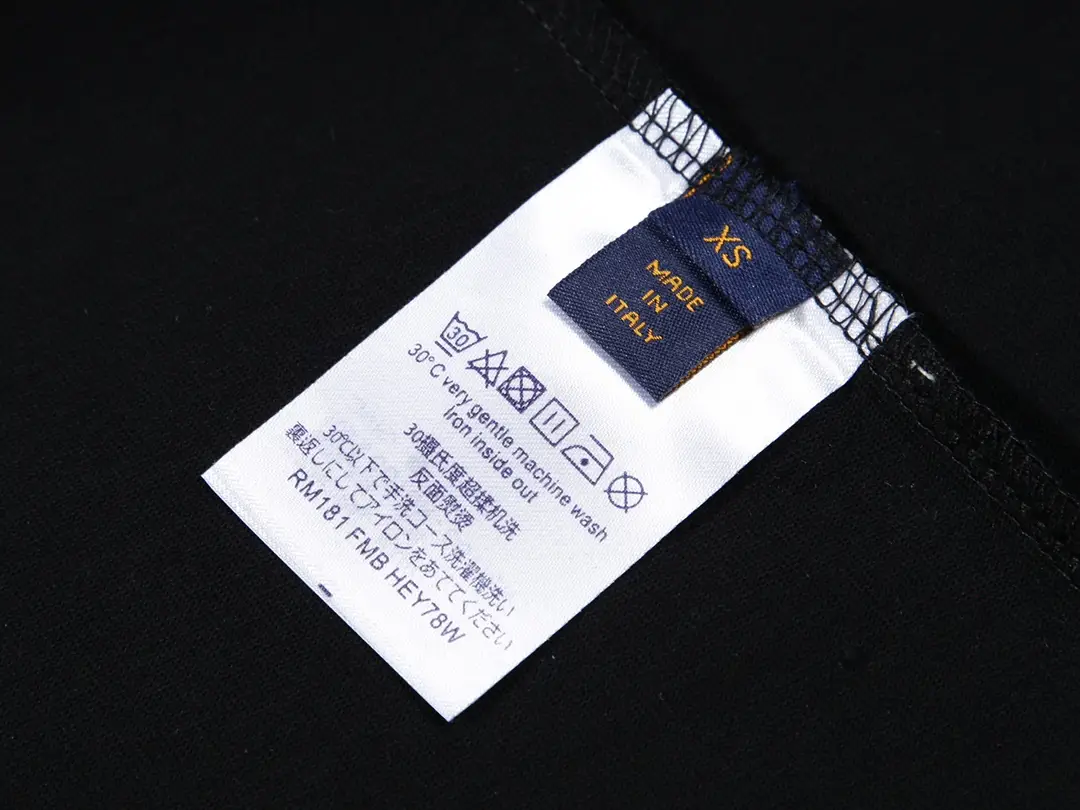 XS
MADE
IN
ITALY
30
30°C very gentle machine wash
Iron inside out
30攝氏度超揉机洗
反面熨烫
30℃以下で手洗コース洗濯機洗い
裏返しにしてアイロンをあててください
RM181 FMB HEY78W